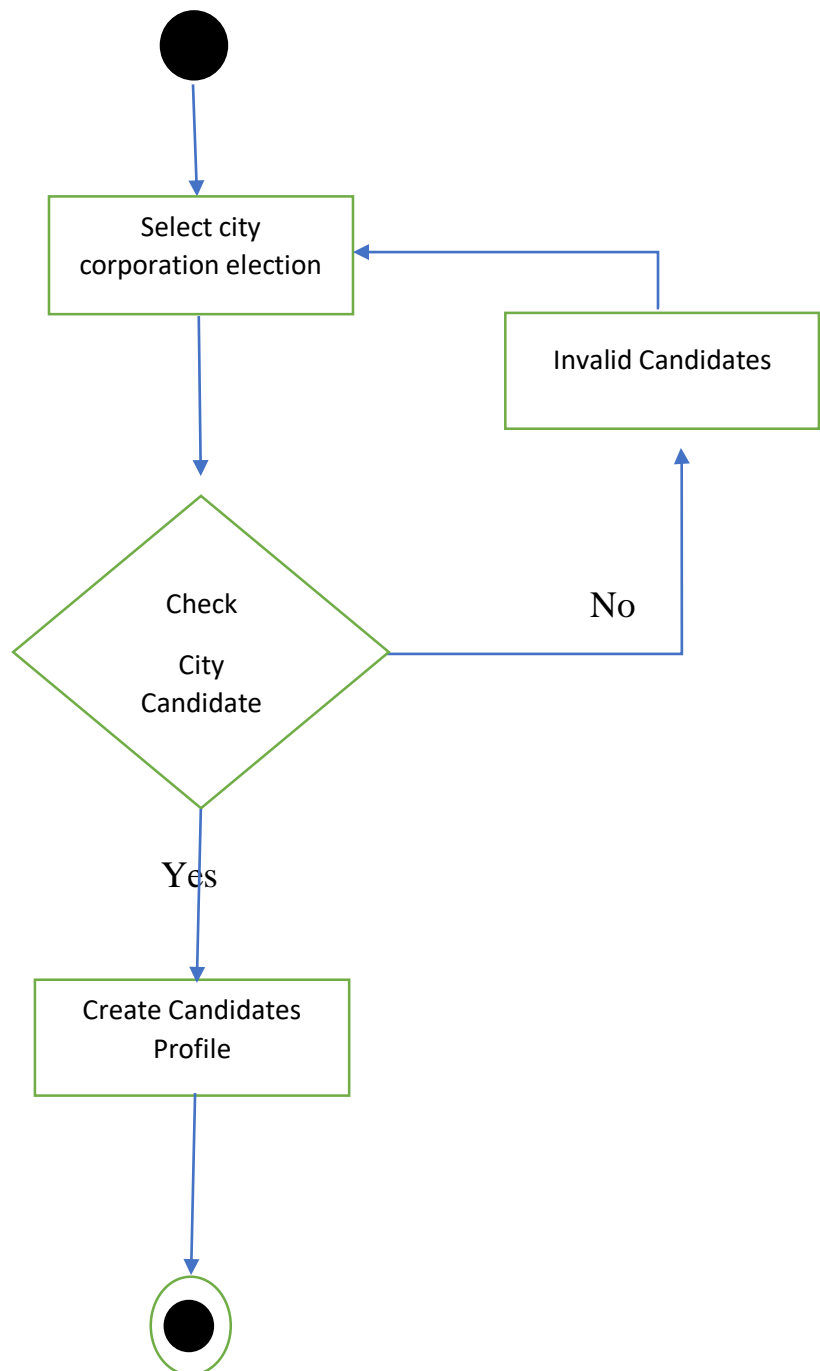 Select city
corporation election
Invalid Candidates
Check
City
Candidate
No
Yes
Create Candidates
Profile